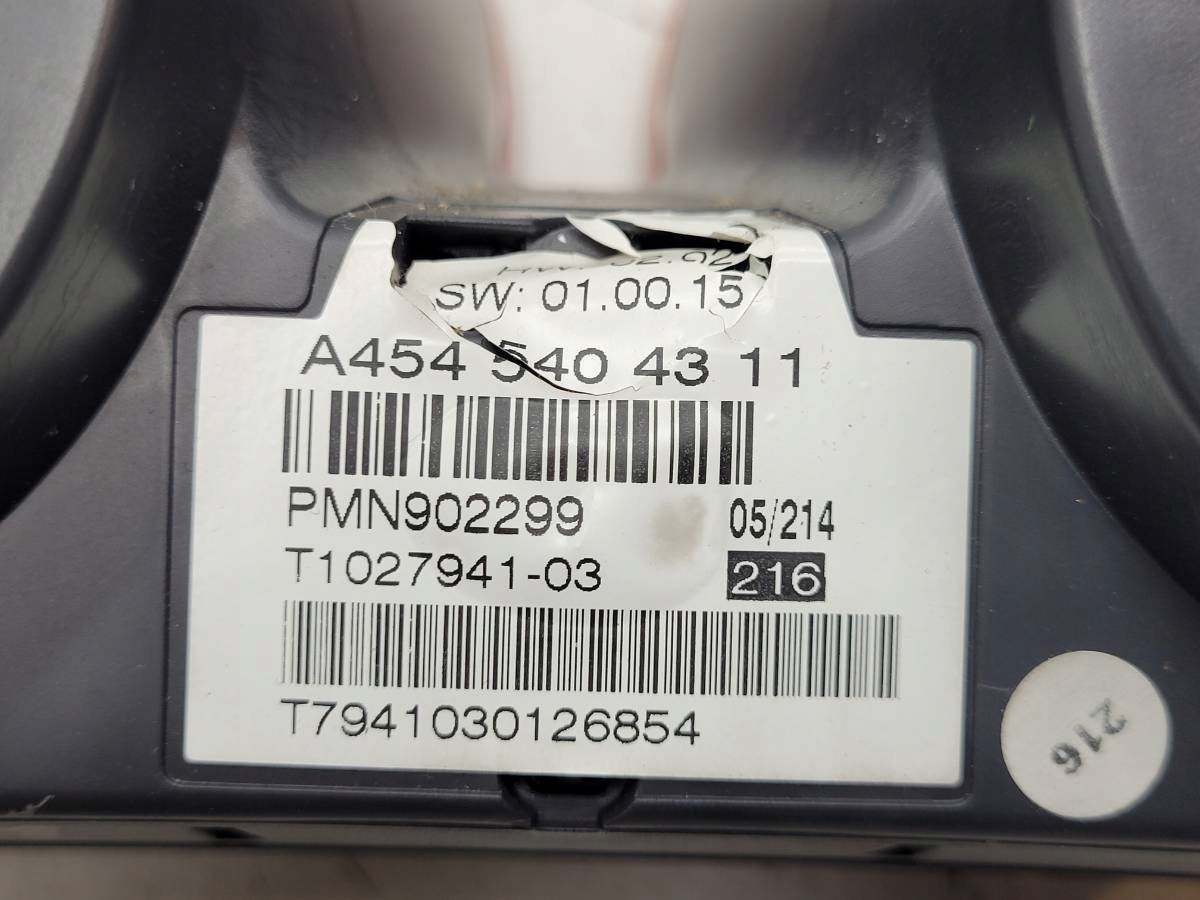 SW: 01.00.15
A454 540 43 11
PMN902299 05/214
T1027941-03 216
T7941030126854
216